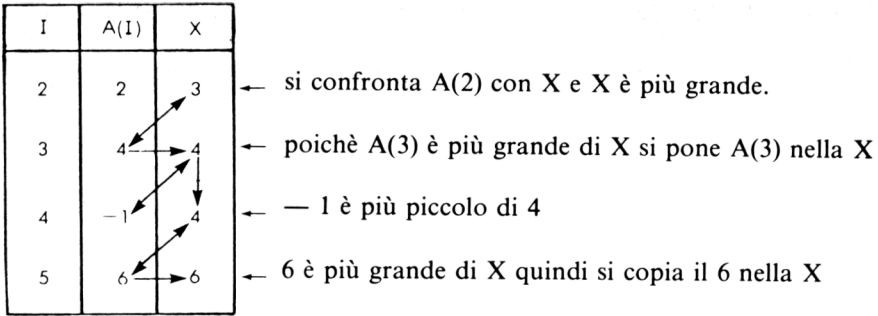 I A(I) X
2 2 3 ← si confronta A(2) con X e X è più grande.
3 4 4 ← poichè A(3) è più grande di X si pone A(3) nella X
4 -1 4 ← — 1 è più piccolo di 4
5 6 6 ← 6 è più grande di X quindi si copia il 6 nella X